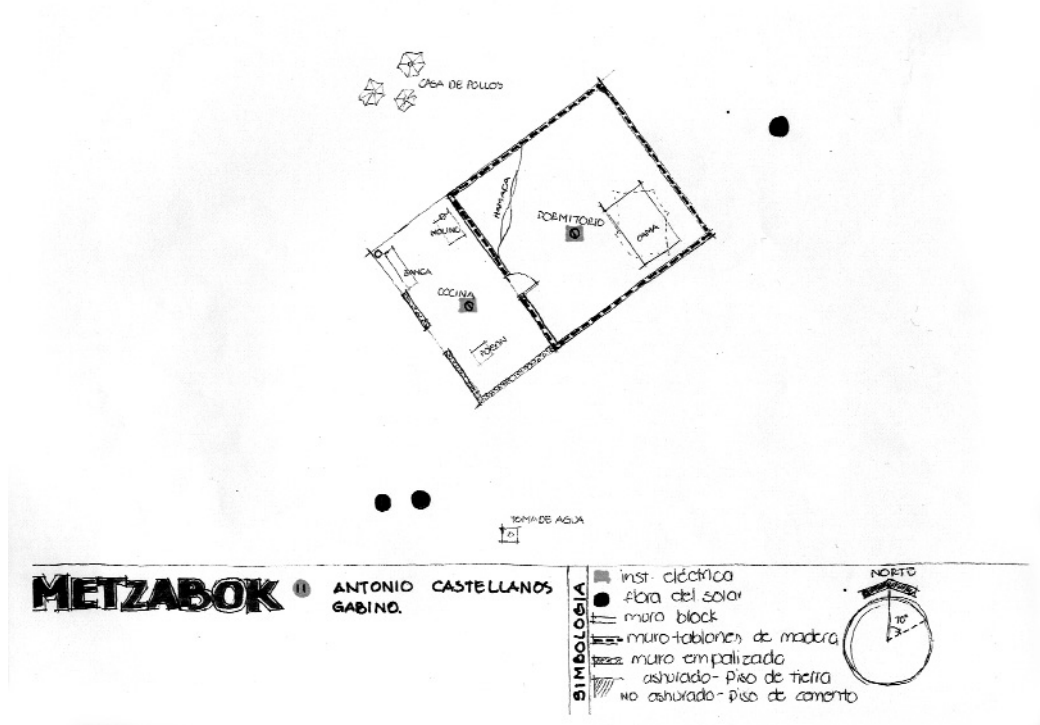 CASA DE POLLOS
HAMACA
DORMITORIO
CAMA
MOLINO
BANCA
COCINA
FOGON
TOMA DE AGUA
METZABOK 11 ANTONIO CASTELLANOS
GABINO.
SIMBOLOGIA
inst. eléctrica
flora del solar
muro block
muro tablones de madera
muro empalizado
ashurado - piso de tierra
NO ashurado - piso de cemento
NORTE
70°